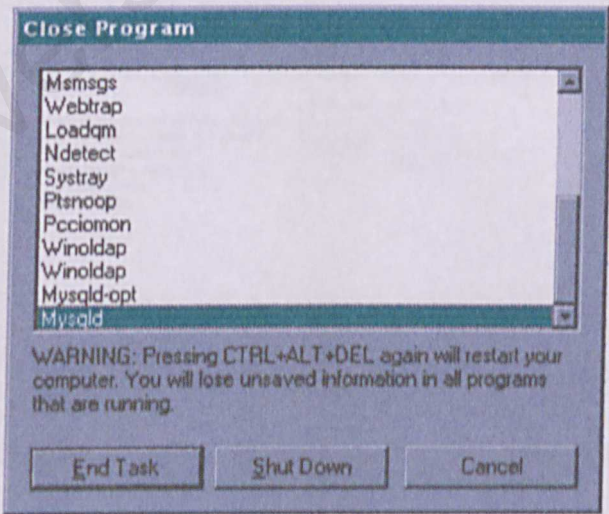 Close Program
Msmsgs
Webtrap
Loadqm
Ndetect
Systray
Ptsnoop
Pcciomon
Winoldap
Winoldap
Mysqld-opt
Mysqld
WARNING: Pressing CTRL+ALT+DEL again will restart your
computer. You will lose unsaved information in all programs
that are running.
End Task
Shut Down
Cancel